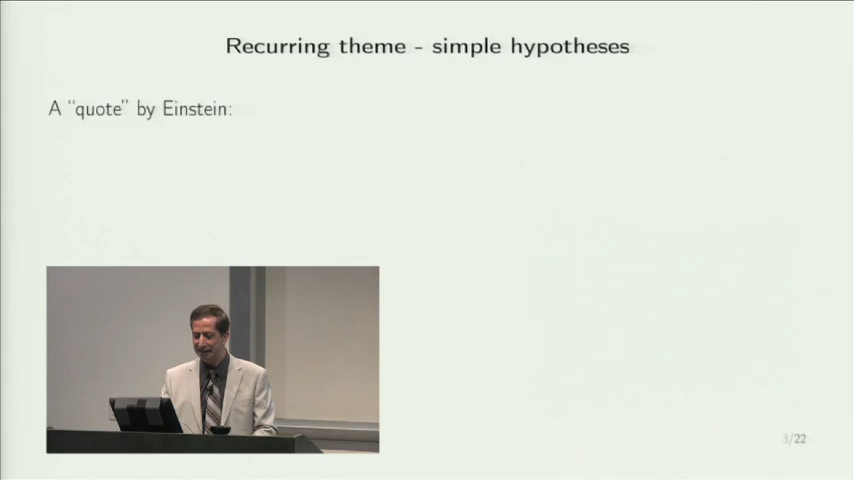 Recurring theme - simple hypotheses
A “quote” by Einstein:
3/22